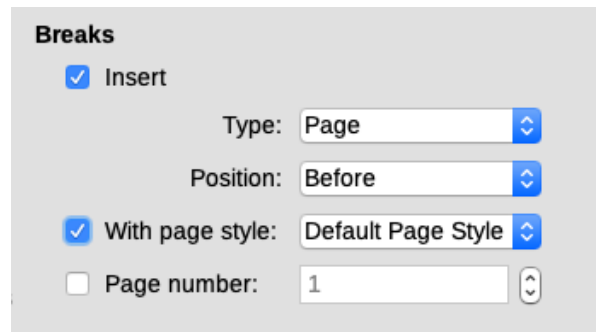 Breaks
Insert
Type: Page
Position: Before
With page style: Default Page Style
Page number: 1